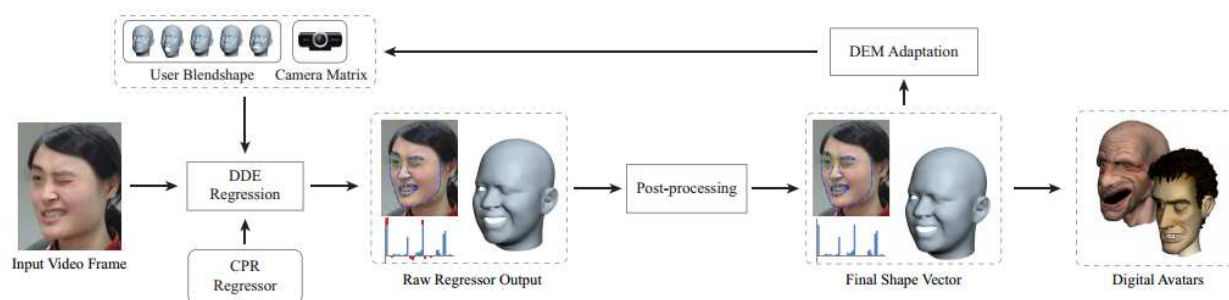 User Blendshape
Camera Matrix
DEM Adaptation
DDE
Regression
Post-processing
Input Video Frame
CPR
Regressor
Raw Regressor Output
Final Shape Vector
Digital Avatars